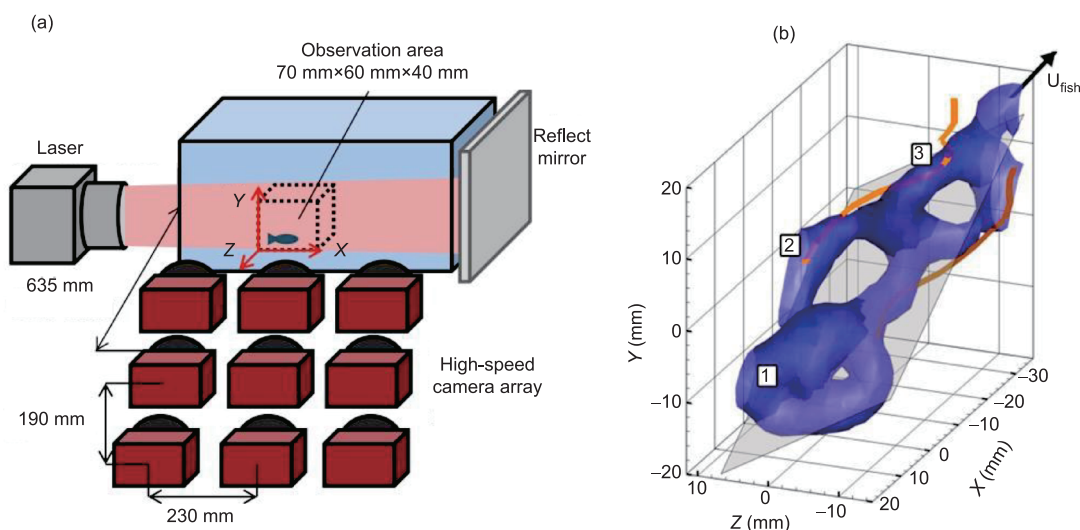 (a)
Observation area
70 mm×60 mm×40 mm
Laser
Reflect
mirror
Y
Z
X
635 mm
High-speed
camera array
190 mm
230 mm
(b)
U_fish
3
2
1
20
10
0
−10
−20
Y (mm)
10
0
−10
Z (mm)
20
10
0
−10
−20
−30
X (mm)